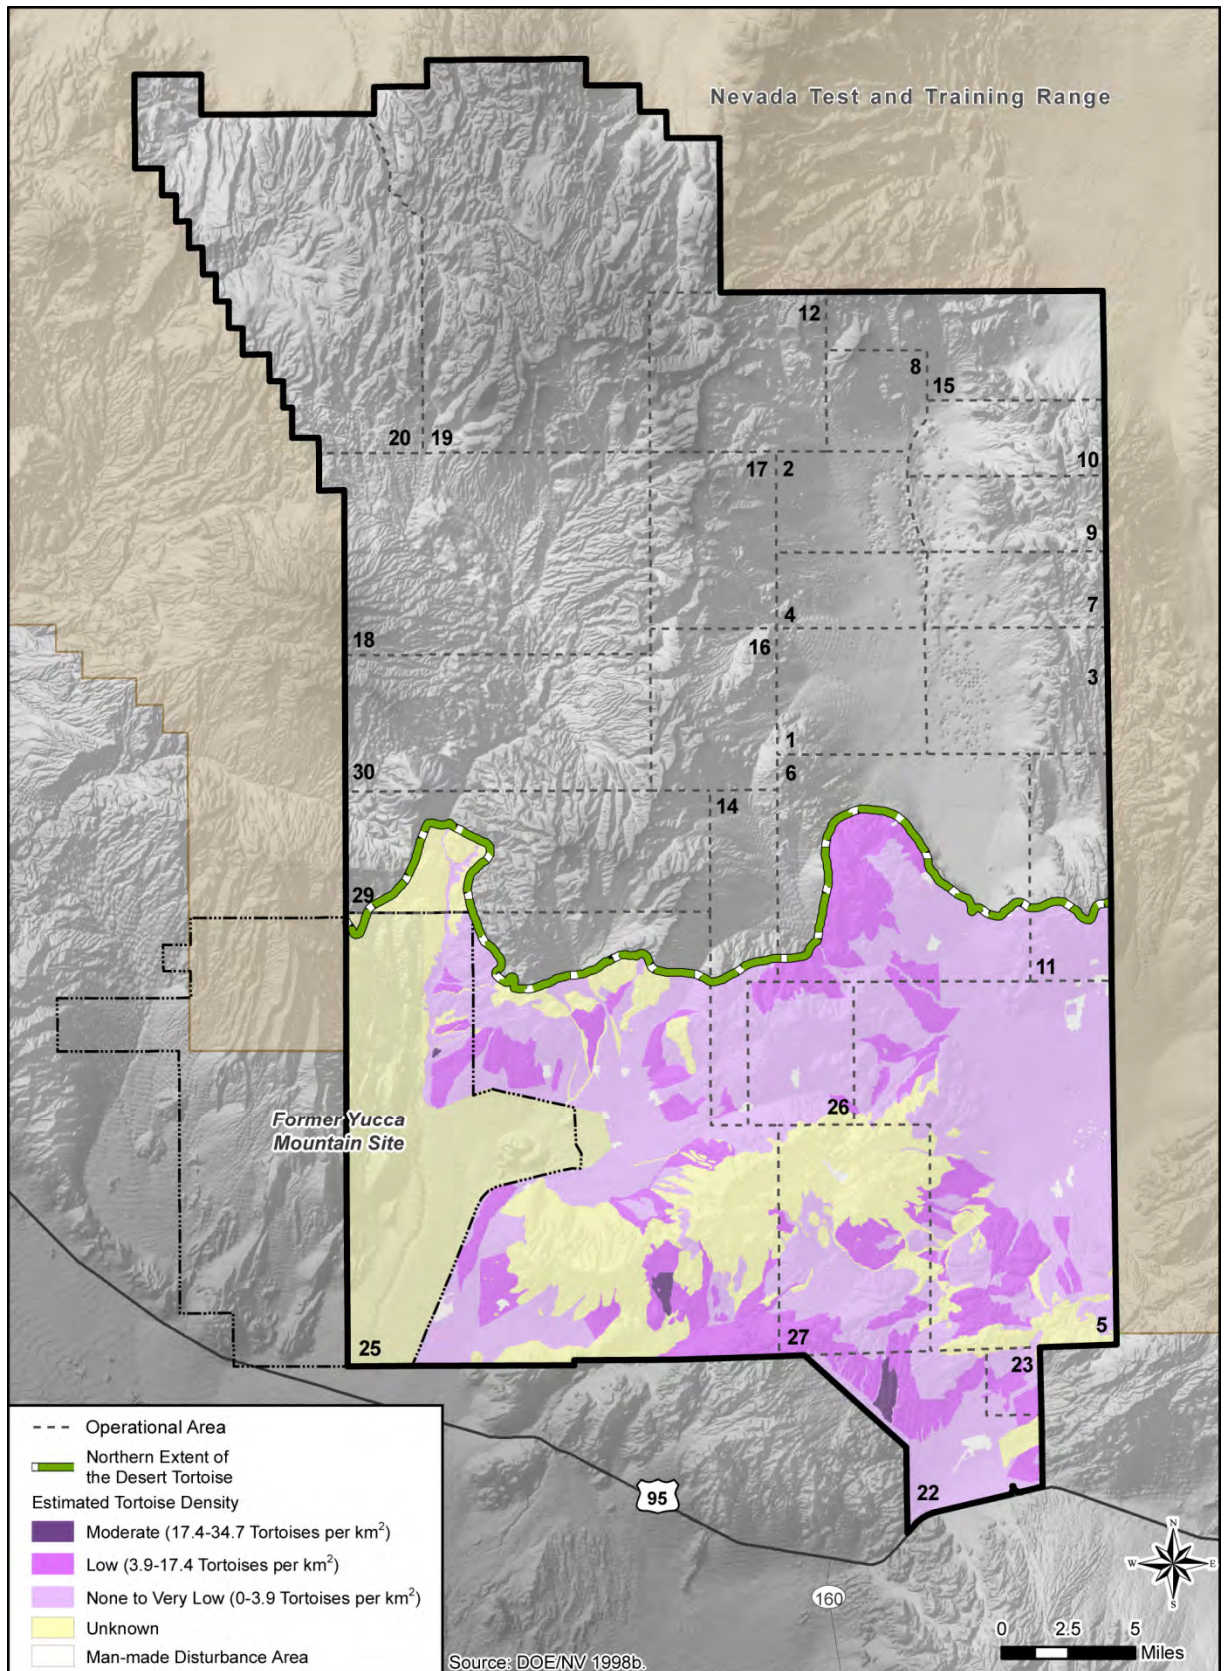 Nevada Test and Training Range
12
8
15
20
19
17
2
10
9
4
7
18
16
3
1
30
6
14
29
11
26
Former Yucca
Mountain Site
25
27
5
23
22
95
160
Operational Area
Northern Extent of
the Desert Tortoise
Estimated Tortoise Density
Moderate (17.4-34.7 Tortoises per km²)
Low (3.9-17.4 Tortoises per km²)
None to Very Low (0-3.9 Tortoises per km²)
Unknown
Man-made Disturbance Area
Source: DOE/NV 1998b.
N
W E
S
0 2.5 5
Miles